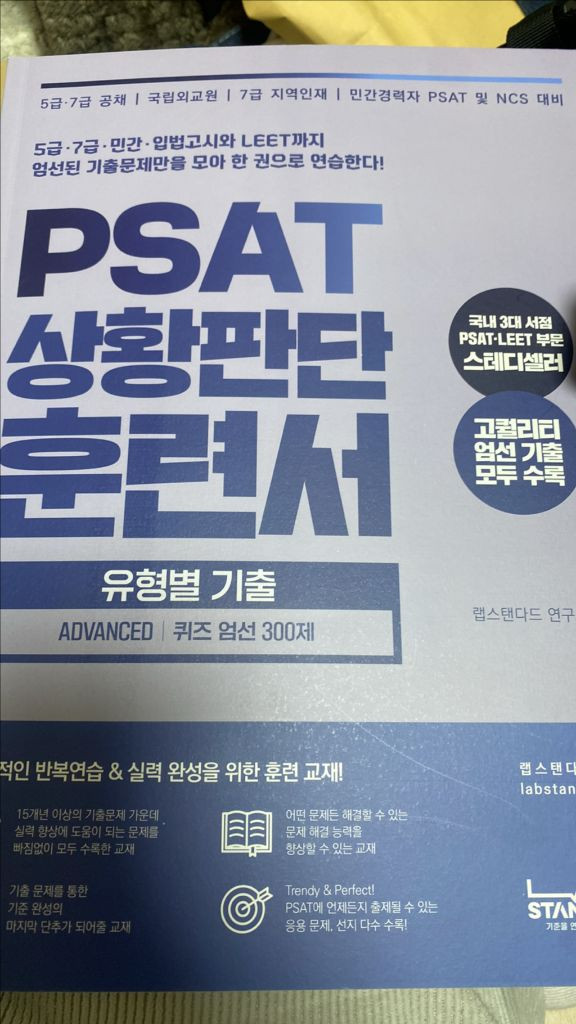 5급·7급 공채 | 국립외교원 | 7급 지역인재 | 민간경력자 PSAT 및 NCS 대비
5급·7급·민간·입법고시와 LEET까지
엄선된 기출문제만을 모아 한 권으로 연습한다!
PSAT
상황판단
훈련서
국내 3대 서점
PSAT·LEET 부문
스테디셀러
고퀄리티
엄선 기출
모두 수록
유형별 기출
ADVANCED | 퀴즈 엄선 300제
랩스탠다드 연구
적인 반복연습 & 실력 완성을 위한 훈련 교재!
15개년 이상의 기출문제 가운데
실력 향상에 도움이 되는 문제를
빠짐없이 모두 수록한 교재
어떤 문제든 해결할 수 있는
문제 해결 능력을
향상할 수 있는 교재
기출 문제를 통한
기준 완성의
마지막 단추가 되어줄 교재
Trendy & Perfect!
PSAT에 언제든지 출제될 수 있는
응용 문제, 선지 다수 수록!
랩스탠다
labstan
STAN
기준을 연